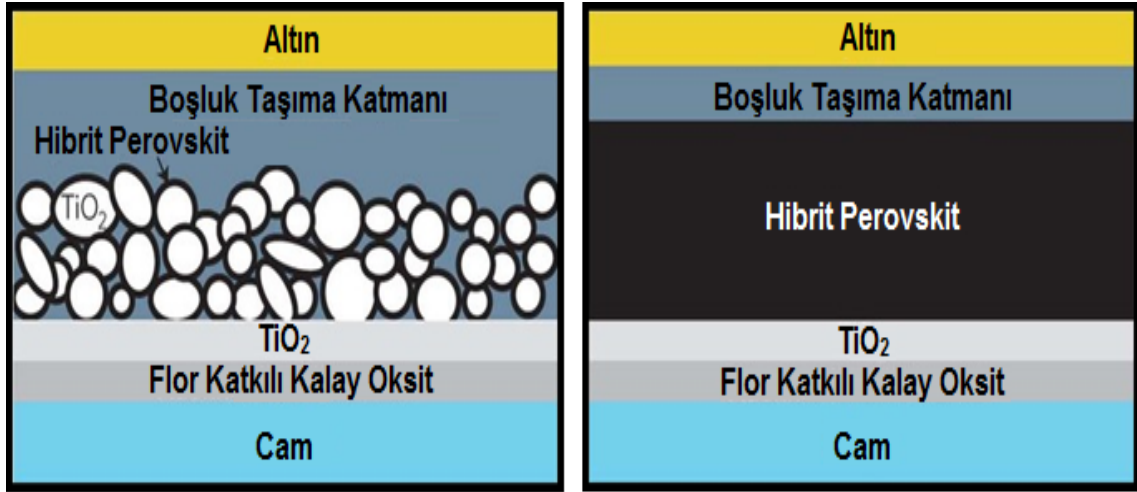 Altın
Boşluk Taşıma Katmanı
Hibrit Perovskit
TiO₂
TiO₂
Flor Katkılı Kalay Oksit
Cam
Altın
Boşluk Taşıma Katmanı
Hibrit Perovskit
TiO₂
Flor Katkılı Kalay Oksit
Cam